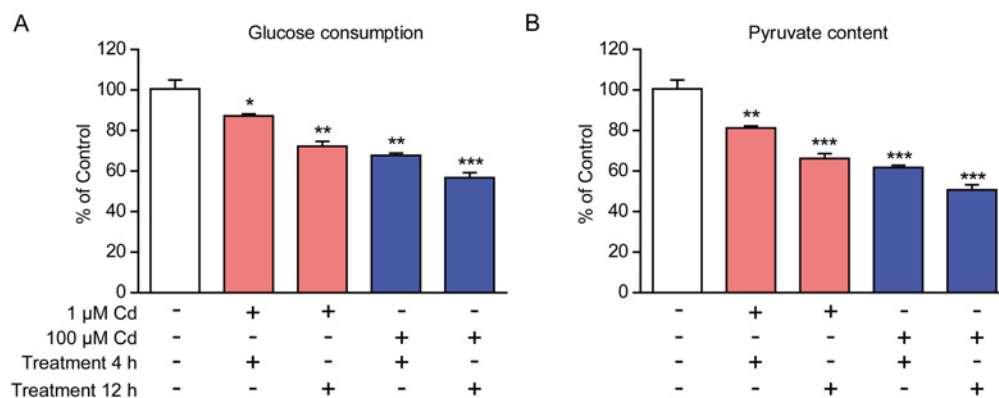 A
Glucose consumption
% of Control
120
100
80
60
40
20
0
*
**
**
***
B
Pyruvate content
% of Control
120
100
80
60
40
20
0
**
***
***
***
1 µM Cd - + + - - - + + - -
100 µM Cd - - - + + - - - + +
Treatment 4 h - + - + - - + - + -
Treatment 12 h - - + - + - - + - +